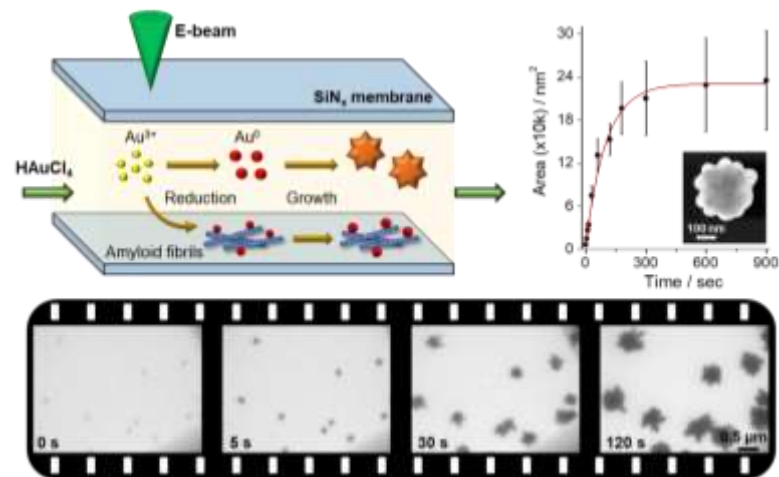 E-beam
SiNₓ membrane
Au³⁺
Au⁰
HAuCl₄
Reduction
Growth
Amyloid fibrils
Area (x10k) / nm²
30
24
18
12
6
0
100 nm
0
300
600
900
Time / sec
0 s
5 s
30 s
120 s
0.5 µm